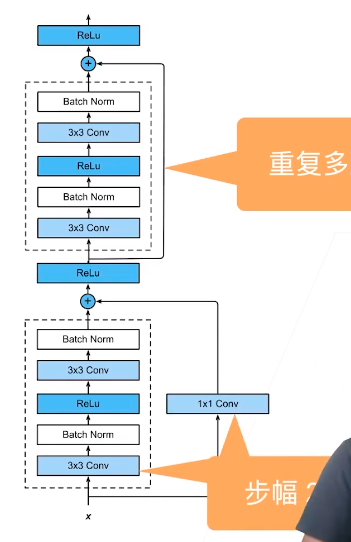 ReLu
+
Batch Norm
3x3 Conv
ReLu
Batch Norm
3x3 Conv
重复多
ReLu
+
Batch Norm
3x3 Conv
ReLu
1x1 Conv
Batch Norm
3x3 Conv
步幅
x